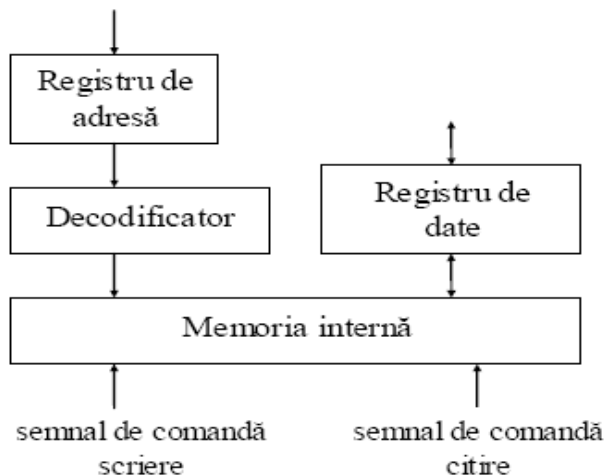 Registru de
adresă
Decodificator
Registru de
date
Memoria internă
semnal de comandă
scriere
semnal de comandă
citire